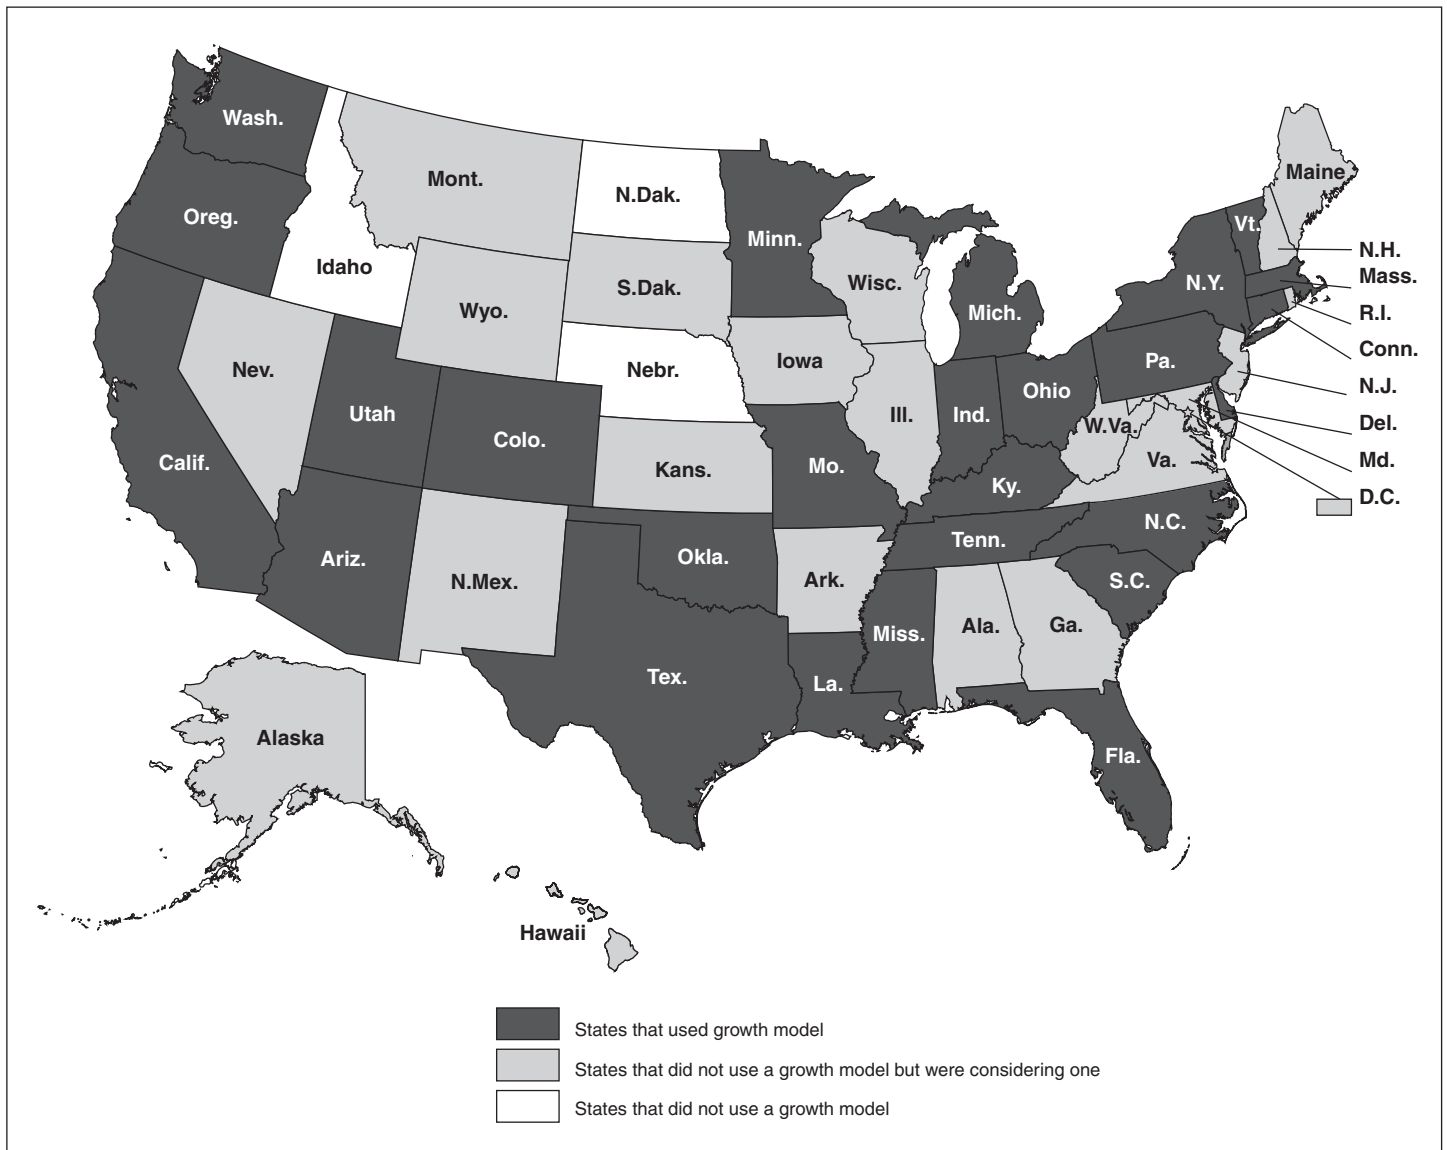 Wash.
Mont.
N.Dak.
Maine
Oreg.
Minn.
Vt.
N.H.
Idaho
Mass.
Wisc.
N.Y.
S.Dak.
Wyo.
Mich.
R.I.
Conn.
Nev.
Nebr.
Iowa
Pa.
N.J.
Utah
Ohio
Colo.
Ill.
Ind.
W.Va.
Del.
Calif.
Kans.
Mo.
Va.
Md.
Ky.
D.C.
N.C.
Ariz.
Okla.
Tenn.
N.Mex.
Ark.
S.C.
Miss.
Ala.
Ga.
Tex.
La.
Alaska
Fla.
Hawaii
States that used growth model
States that did not use a growth model but were considering one
States that did not use a growth model